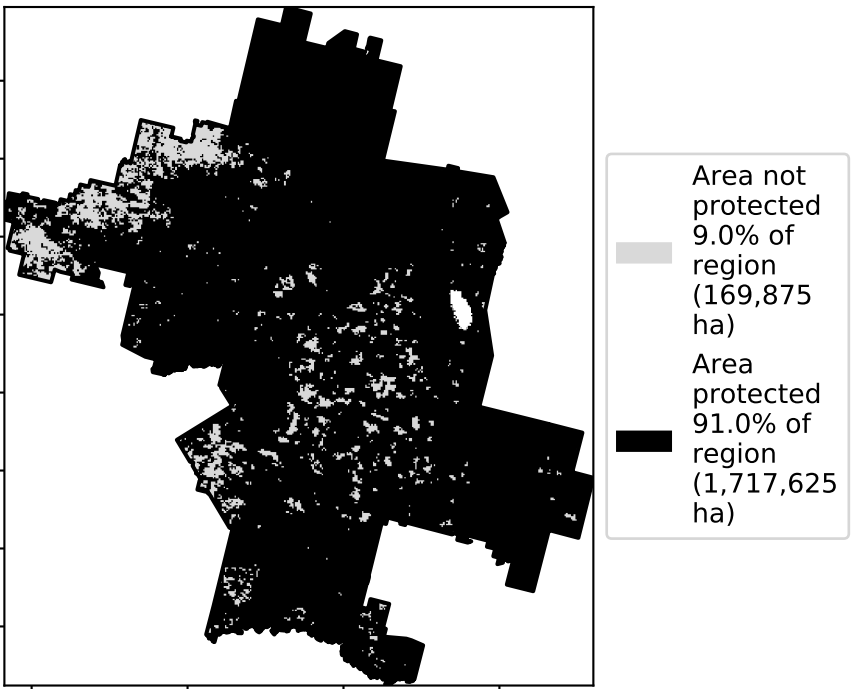 Area not
protected
9.0% of
region
(169,875
ha)
Area
protected
91.0% of
region
(1,717,625
ha)